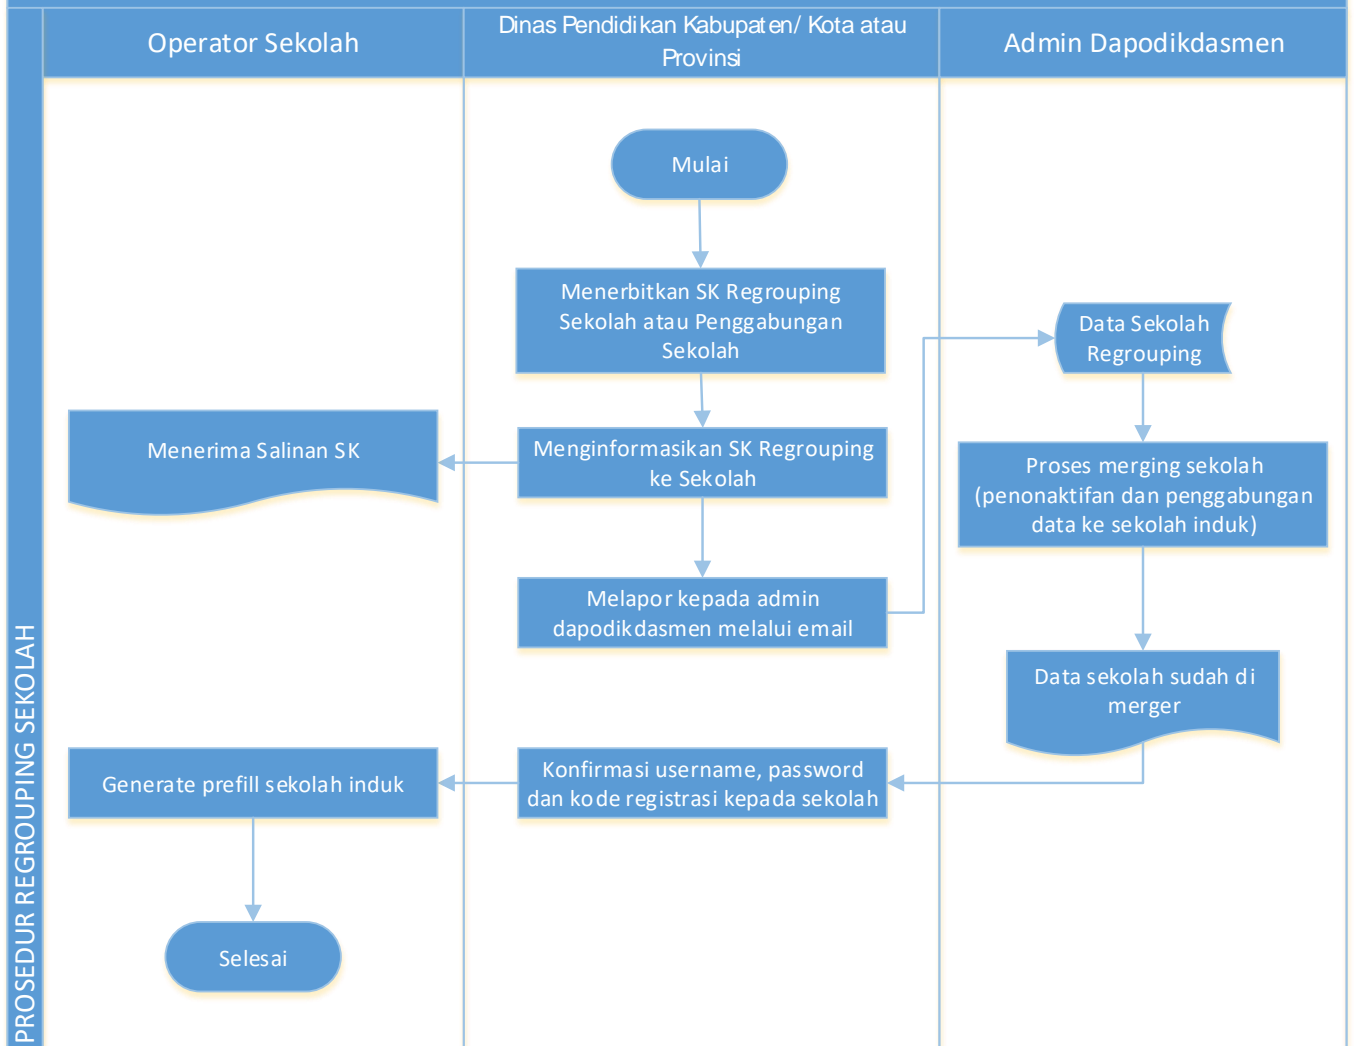 Operator Sekolah
Dinas Pendidikan Kabupaten/ Kota atau
Provinsi
Admin Dapodikdasmen
PROSEDUR REGROUPING SEKOLAH
Mulai
Menerbitkan SK Regrouping
Sekolah atau Penggabungan
Sekolah
Data Sekolah
Regrouping
Menerima Salinan SK
Menginformasikan SK Regrouping
ke Sekolah
Proses merging sekolah
(penonaktifan dan penggabungan
data ke sekolah induk)
Melapor kepada admin
dapodikdasmen melalui email
Data sekolah sudah di
merger
Generate prefill sekolah induk
Konfirmasi username, password
dan kode registrasi kepada sekolah
Selesai